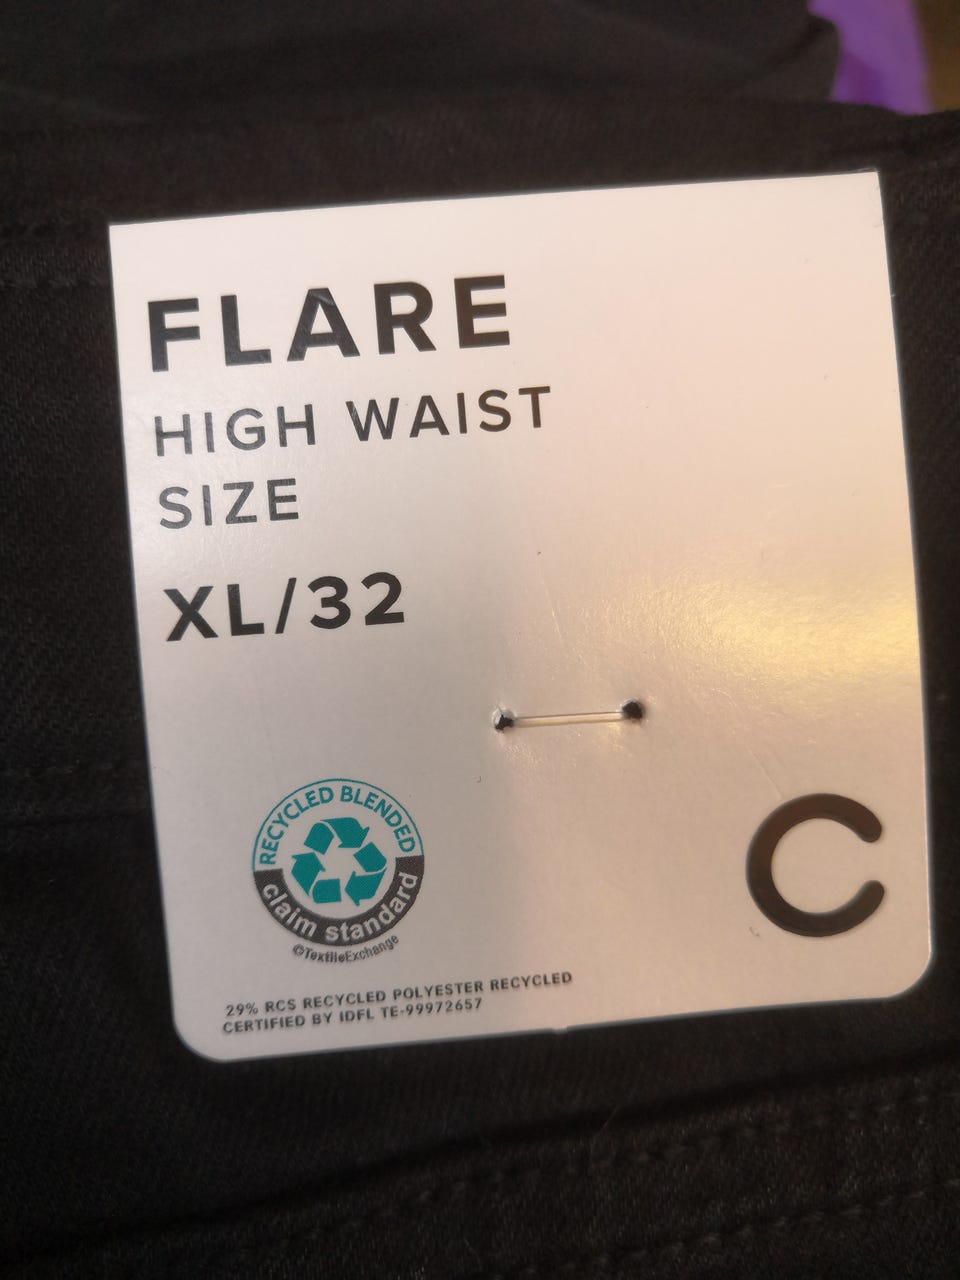 FLARE
HIGH WAIST
SIZE
XL/32
RECYCLED BLENDED
claim standard
©TextileExchange
C
29% RCS RECYCLED POLYESTER RECYCLED
CERTIFIED BY IDFL TE-99972657